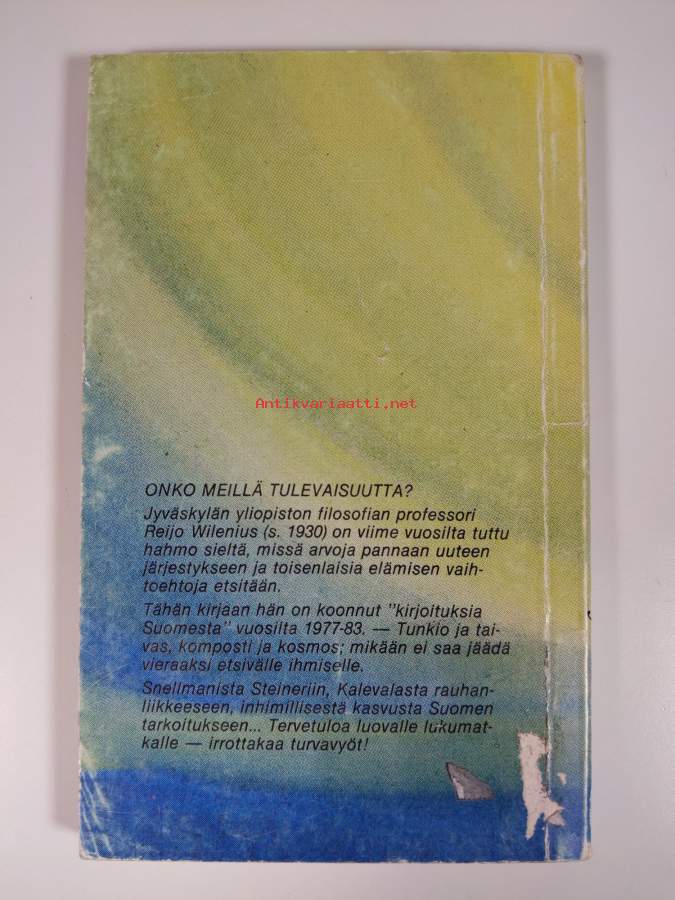 Antikvariaatti.net
ONKO MEILLÄ TULEVAISUUTTA?
Jyväskylän yliopiston filosofian professori
Reijo Wilenius (s. 1930) on viime vuosilta tuttu
hahmo sieltä, missä arvoja pannaan uuteen
järjestykseen ja toisenlaisia elämisen vaih-
toehtoja etsitään.
Tähän kirjaan hän on koonnut "kirjoituksia
Suomesta" vuosilta 1977-83. — Tunkio ja tai-
vas, komposti ja kosmos; mikään ei saa jäädä
vieraaksi etsivälle ihmiselle.
Snellmanista Steineriin, Kalevalasta rauhan-
liikkeeseen, inhimillisestä kasvusta Suomen
tarkoitukseen... Tervetuloa luovalle lukumat-
kalle — irrottakaa turvavyöt!